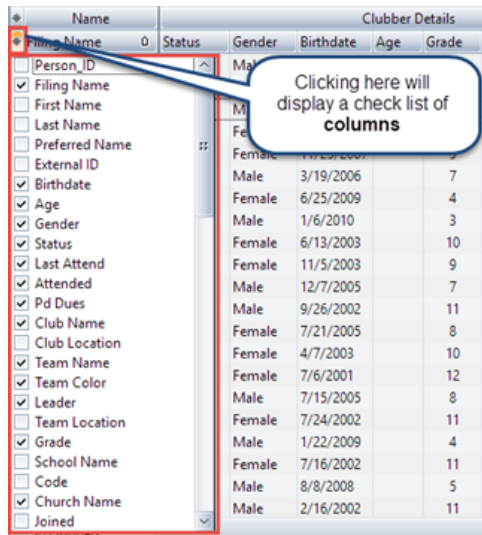 Name Clubber Details
Filing Name Status Gender Birthdate Age Grade
Person_ID
Filing Name
First Name
Last Name
Preferred Name
External ID
Birthdate
Age
Gender
Status
Last Attend
Attended
Pd Dues
Club Name
Club Location
Team Name
Team Color
Leader
Team Location
Grade
School Name
Code
Church Name
Joined
Clicking here will
display a check list of
columns
Female
Male 3/19/2006 7
Female 6/25/2009 4
Male 1/6/2010 3
Female 6/13/2003 10
Female 11/5/2003 9
Male 12/7/2005 7
Male 9/26/2002 11
Female 7/21/2005 8
Female 4/7/2003 10
Female 7/6/2001 12
Male 7/15/2005 8
Female 7/24/2002 11
Male 1/22/2009 4
Female 7/16/2002 11
Male 8/8/2008 5
Male 2/16/2002 11